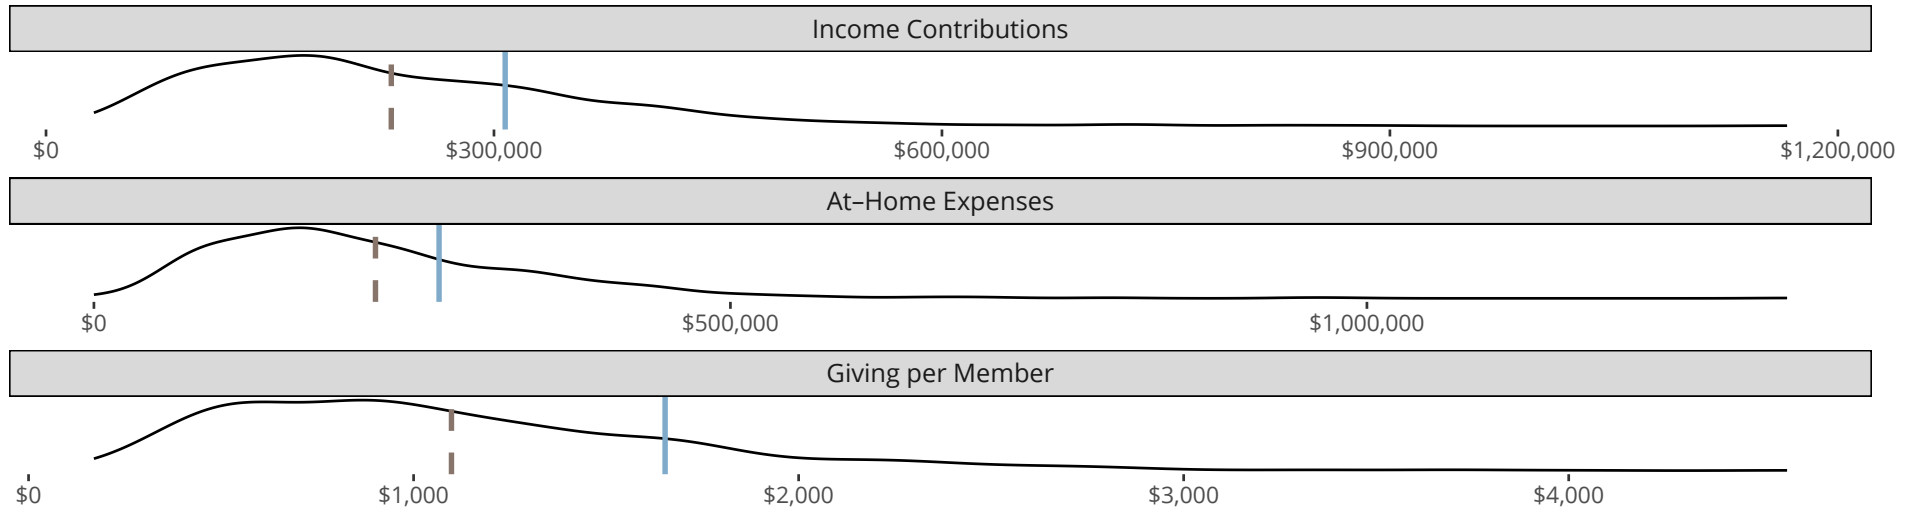 Income Contributions
$0 $300,000 $600,000 $900,000 $1,200,000
At–Home Expenses
$0 $500,000 $1,000,000
Giving per Member
$0 $1,000 $2,000 $3,000 $4,000